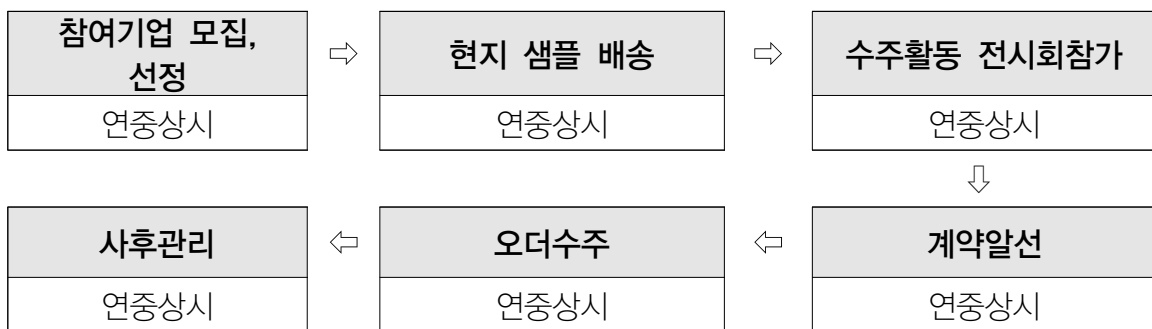 참여기업 모집,
선정
⇨
현지 샘플 배송
⇨
수주활동 전시회참가
연중상시
연중상시
연중상시
⇩
사후관리
⇦
오더수주
⇦
계약알선
연중상시
연중상시
연중상시